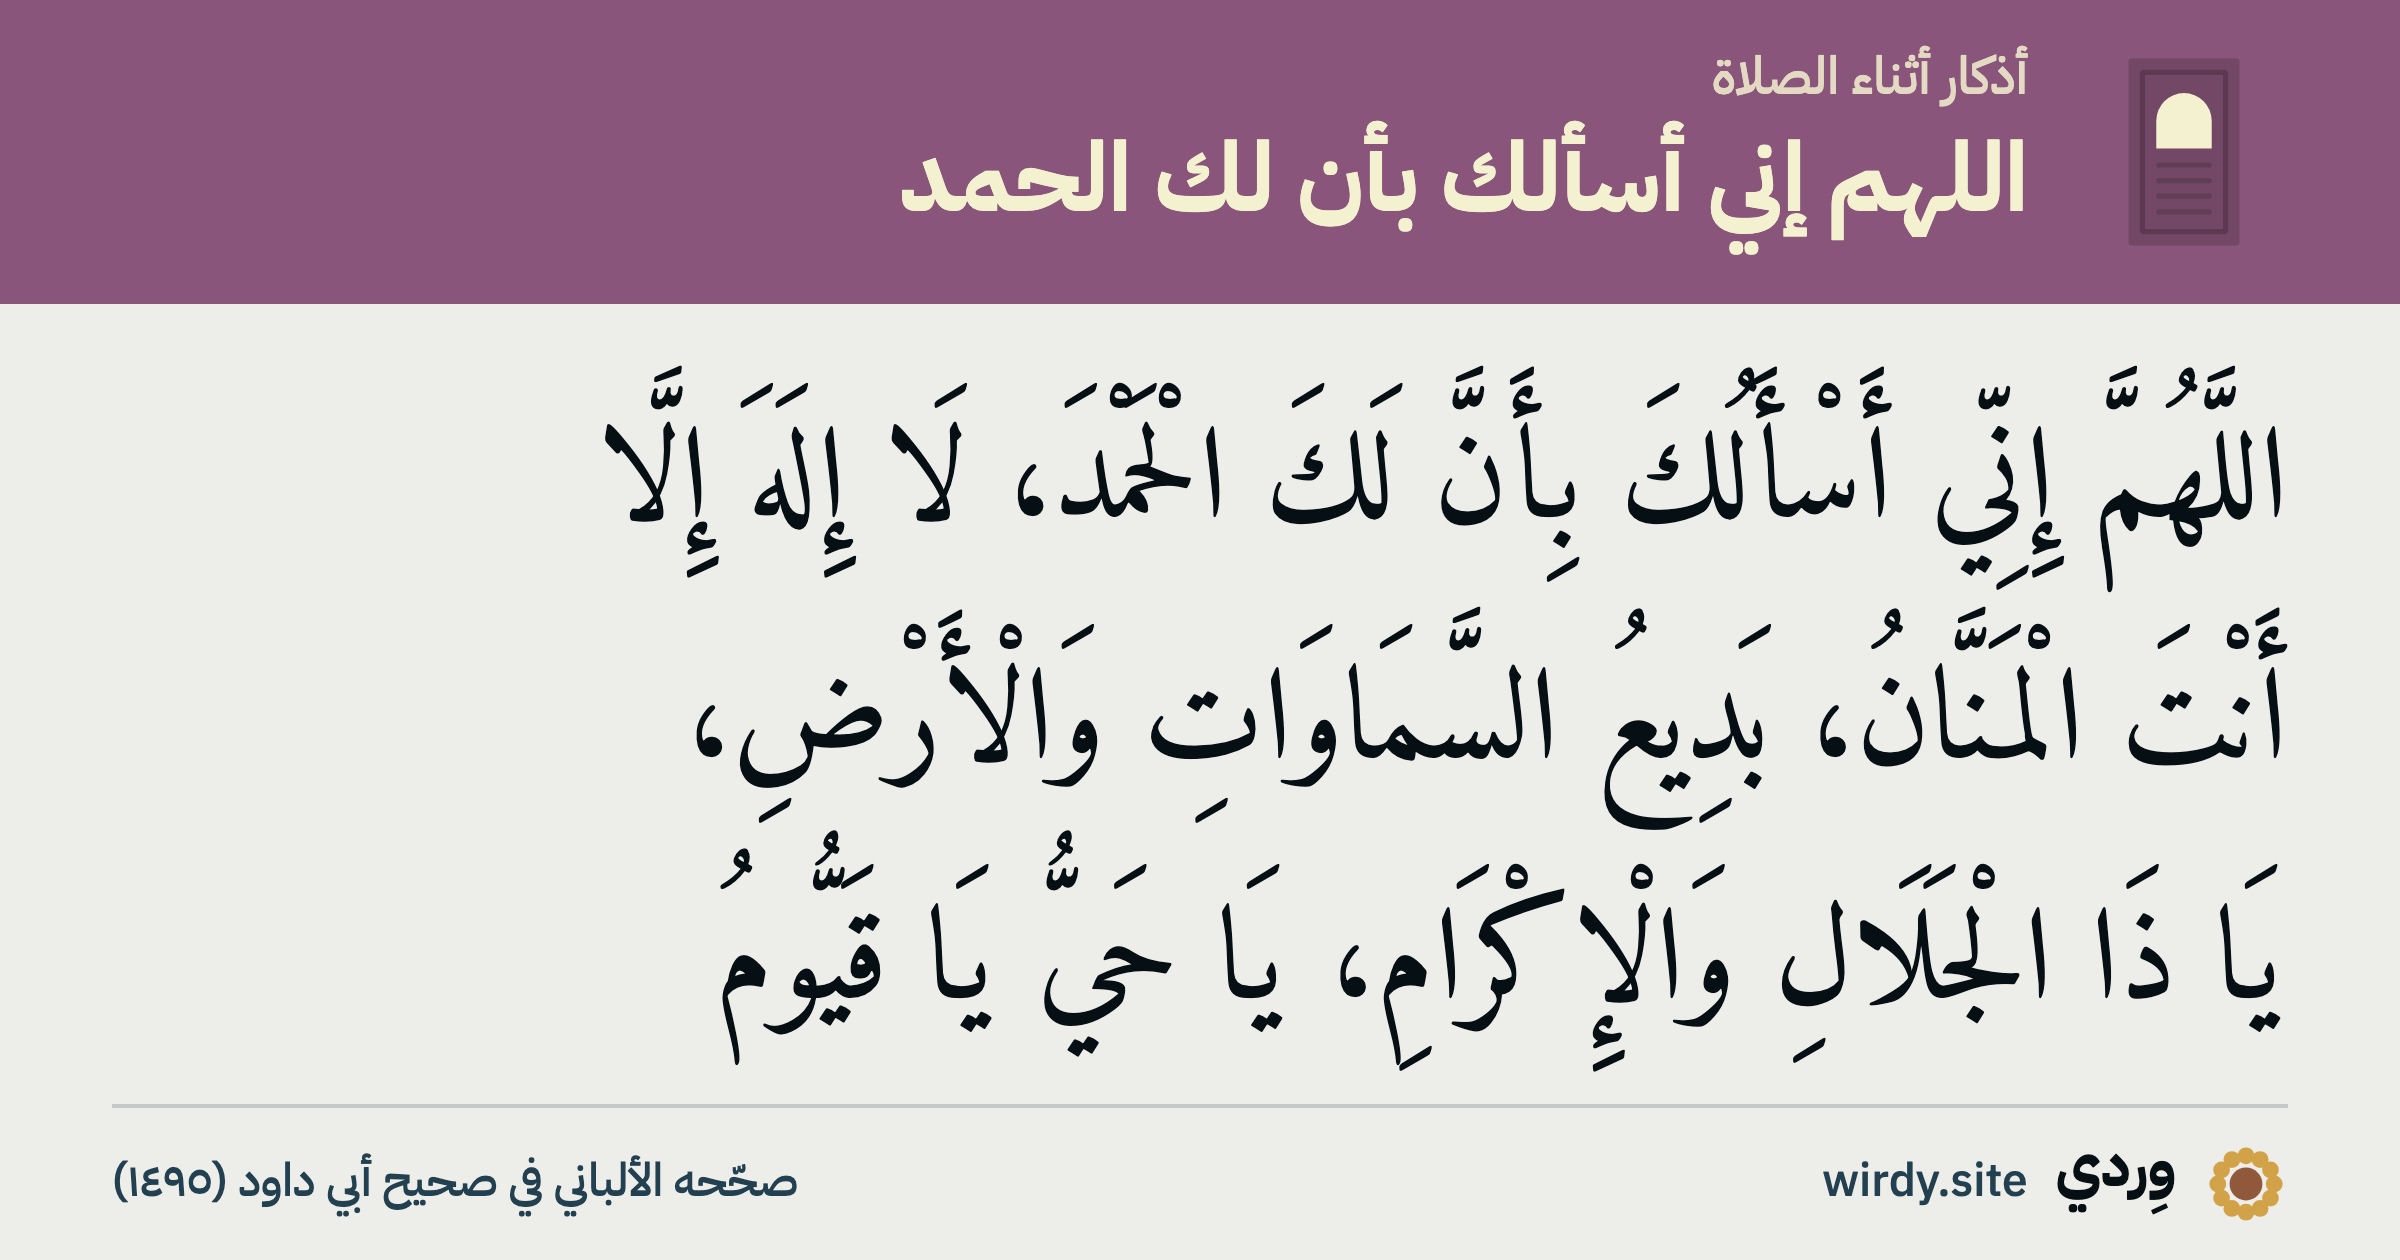 أذكار أثناء الصلاة
اللهم إني أسألك بأن لك الحمد
اللَّهُمَّ إِنِّي أَسْأَلُكَ بِأَنَّ لَكَ الْحَمْدَ، لَا إِلَهَ إِلَّا
أَنْتَ الْمَنَّانُ، بَدِيعُ السَّمَاوَاتِ وَالْأَرْضِ،
يَا ذَا الْجَلَالِ وَالْإِكْرَامِ، يَا حَيُّ يَا قَيُّومُ
وِردي wirdy.site
صحّحه الألباني في صحيح أبي داود (١٤٩٥)